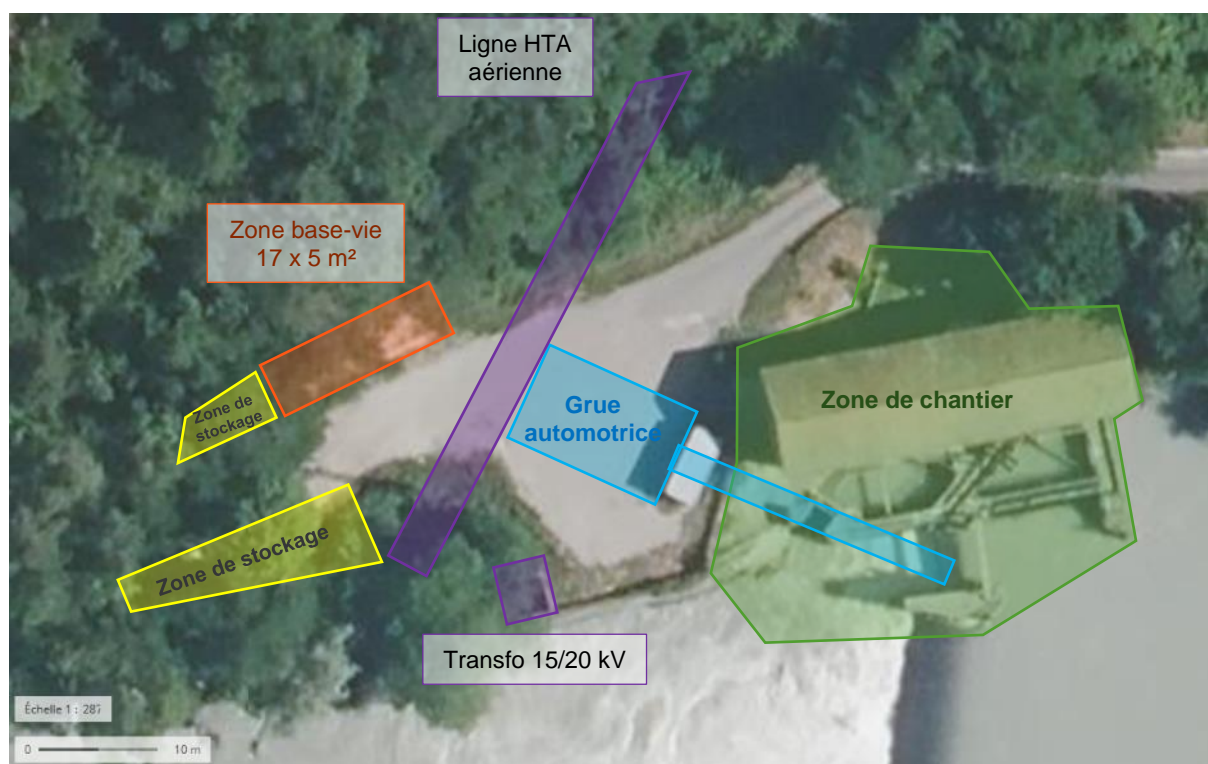 Ligne HTA
aérienne
Zone base-vie
17 x 5 m²
Zone de
stockage
Grue
automotrice
Zone de chantier
Zone de stockage
Transfo 15/20 kV
Échelle 1 : 287
0 10 m